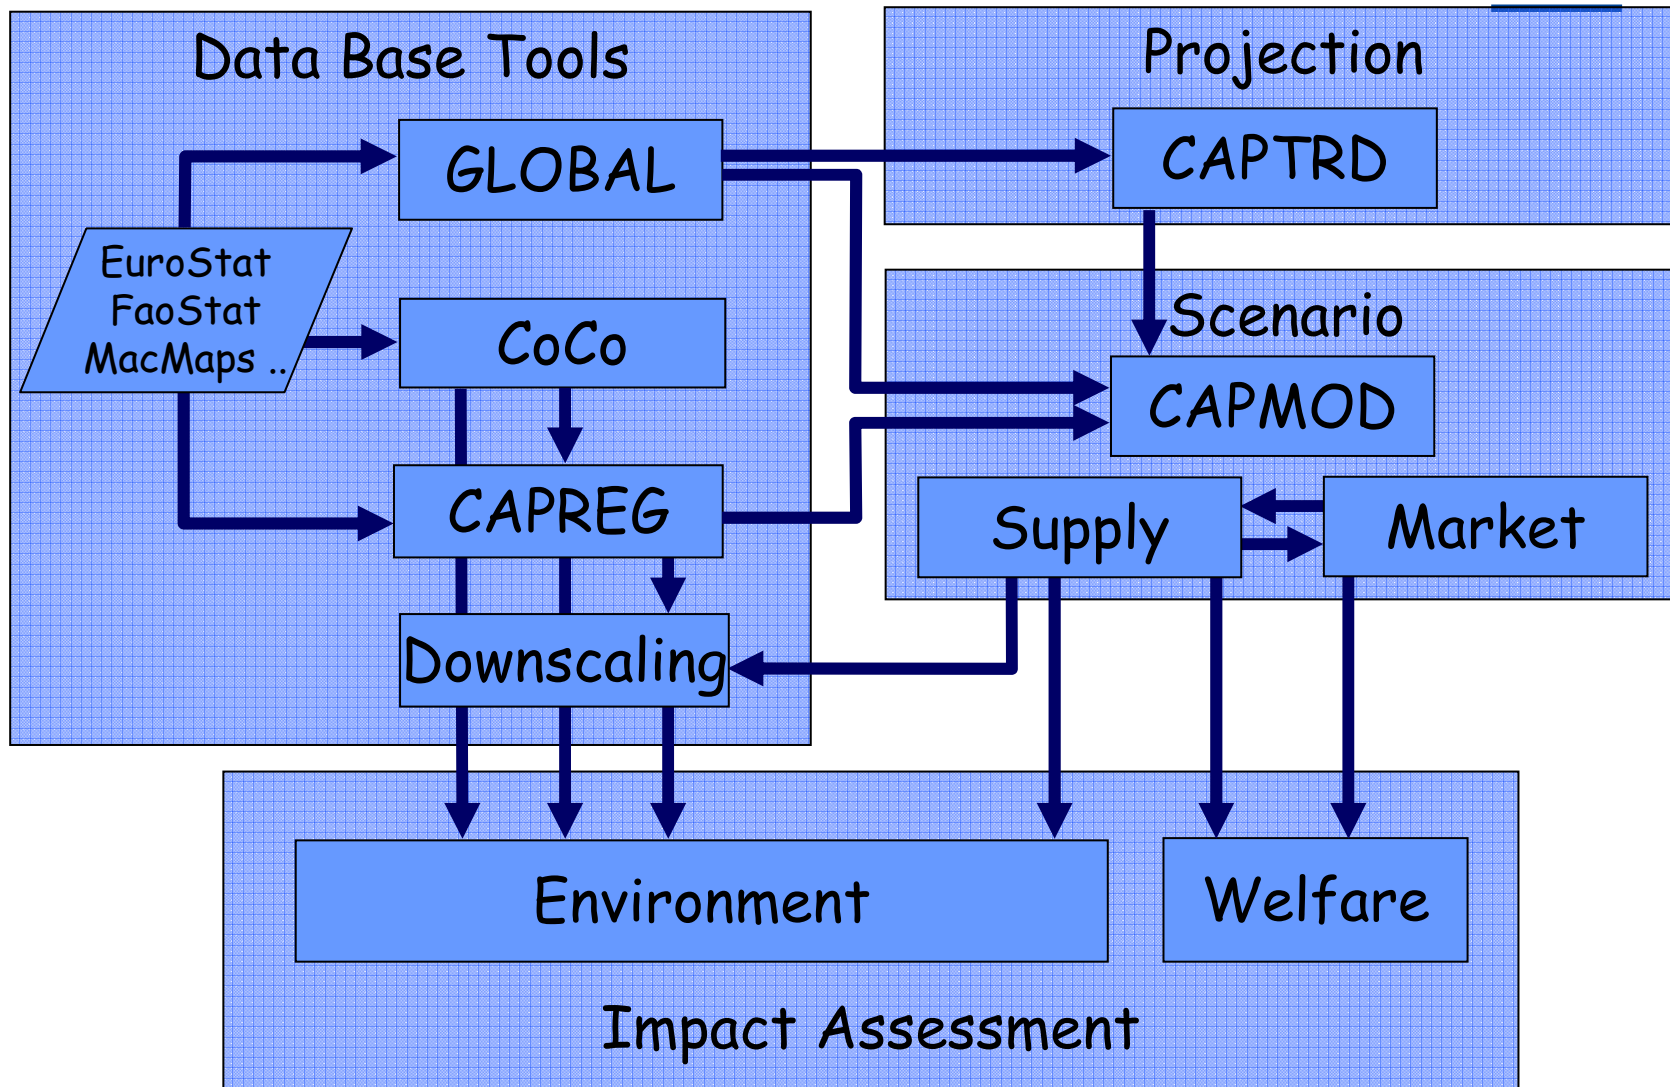 Data Base Tools
GLOBAL
EuroStat
FaoStat
MacMaps ..
CoCo
CAPREG
Downscaling
Projection
CAPTRD
Scenario
CAPMOD
Supply
Market
Environment
Welfare
Impact Assessment